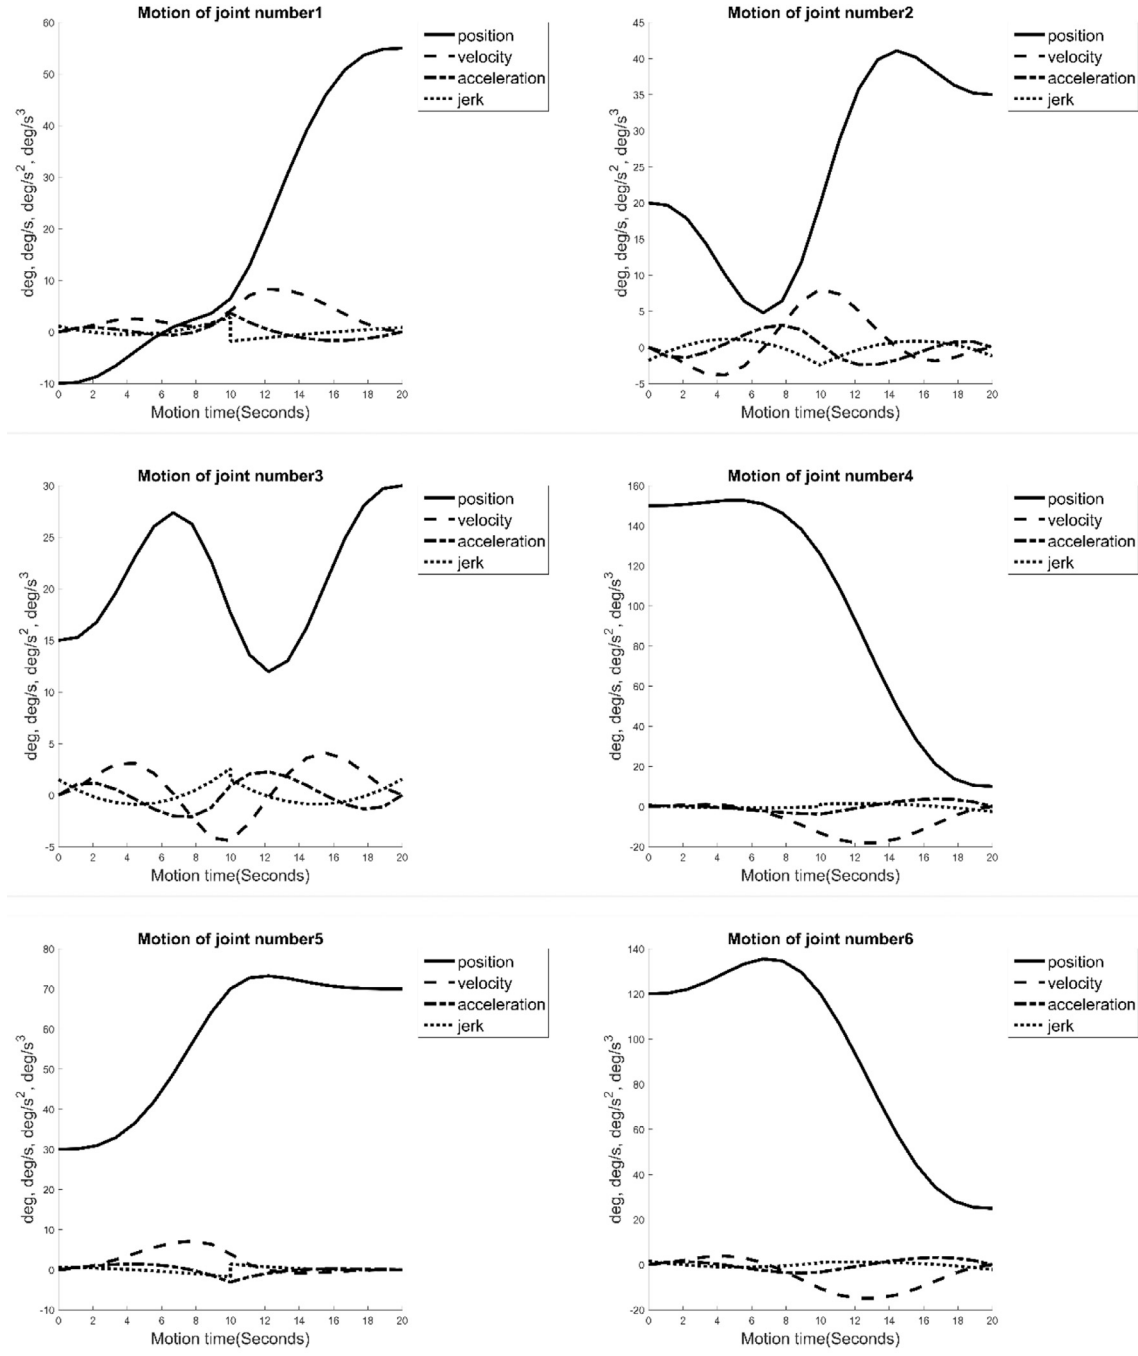 Motion of joint number1
60
50
40
30
20
10
0
-10
deg, deg/s, deg/s², deg/s³
0 2 4 6 8 10 12 14 16 18 20
Motion time(Seconds)
position
velocity
acceleration
jerk
Motion of joint number2
45
40
35
30
25
20
15
10
5
0
-5
deg, deg/s, deg/s², deg/s³
0 2 4 6 8 10 12 14 16 18 20
Motion time(Seconds)
position
velocity
acceleration
jerk
Motion of joint number3
30
25
20
15
10
5
0
-5
deg, deg/s, deg/s², deg/s³
0 2 4 6 8 10 12 14 16 18 20
Motion time(Seconds)
position
velocity
acceleration
jerk
Motion of joint number4
160
140
120
100
80
60
40
20
0
-20
deg, deg/s, deg/s², deg/s³
0 2 4 6 8 10 12 14 16 18 20
Motion time(Seconds)
position
velocity
acceleration
jerk
Motion of joint number5
80
70
60
50
40
30
20
10
0
-10
deg, deg/s, deg/s², deg/s³
0 2 4 6 8 10 12 14 16 18 20
Motion time(Seconds)
position
velocity
acceleration
jerk
Motion of joint number6
140
120
100
80
60
40
20
0
-20
deg, deg/s, deg/s², deg/s³
0 2 4 6 8 10 12 14 16 18 20
Motion time(Seconds)
position
velocity
acceleration
jerk